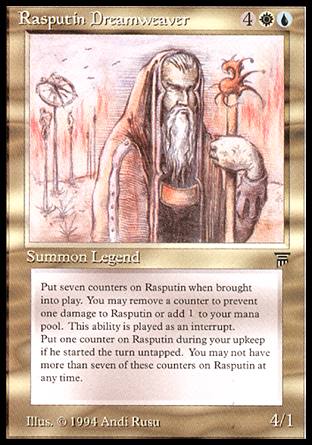 Rasputin Dreamweaver 4
Summon Legend
Put seven counters on Rasputin when brought
into play. You may remove a counter to prevent
one damage to Rasputin or add 1 to your mana
pool. This ability is played as an interrupt.
Put one counter on Rasputin during your upkeep
if he started the turn untapped. You may not have
more than seven of these counters on Rasputin at
any time.
Illus. © 1994 Andi Rusu 4/1